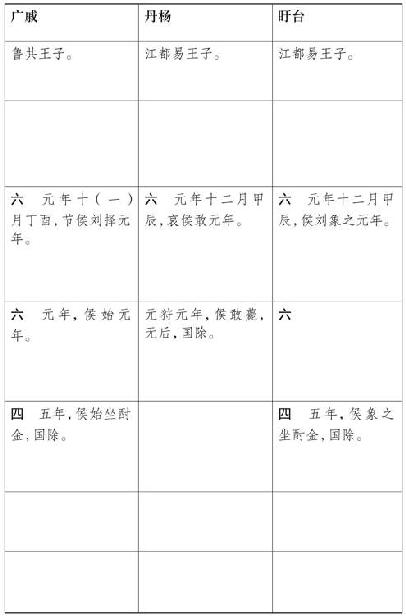 广戚 丹杨 盱台
鲁共王子。 江都易王子。 江都易王子。
六 元年十(一) 六 元年十二月甲 六 元年十二月甲
月丁酉,节侯刘择元 辰,哀侯敢元年。 辰,侯刘象之元年。
年。
六 元年,侯始元 元狩元年,侯敢薨, 六
年。 无后,国除。
四 五年,侯始坐酎 四 五年,侯象之
金,国除。 坐酎金,国除。